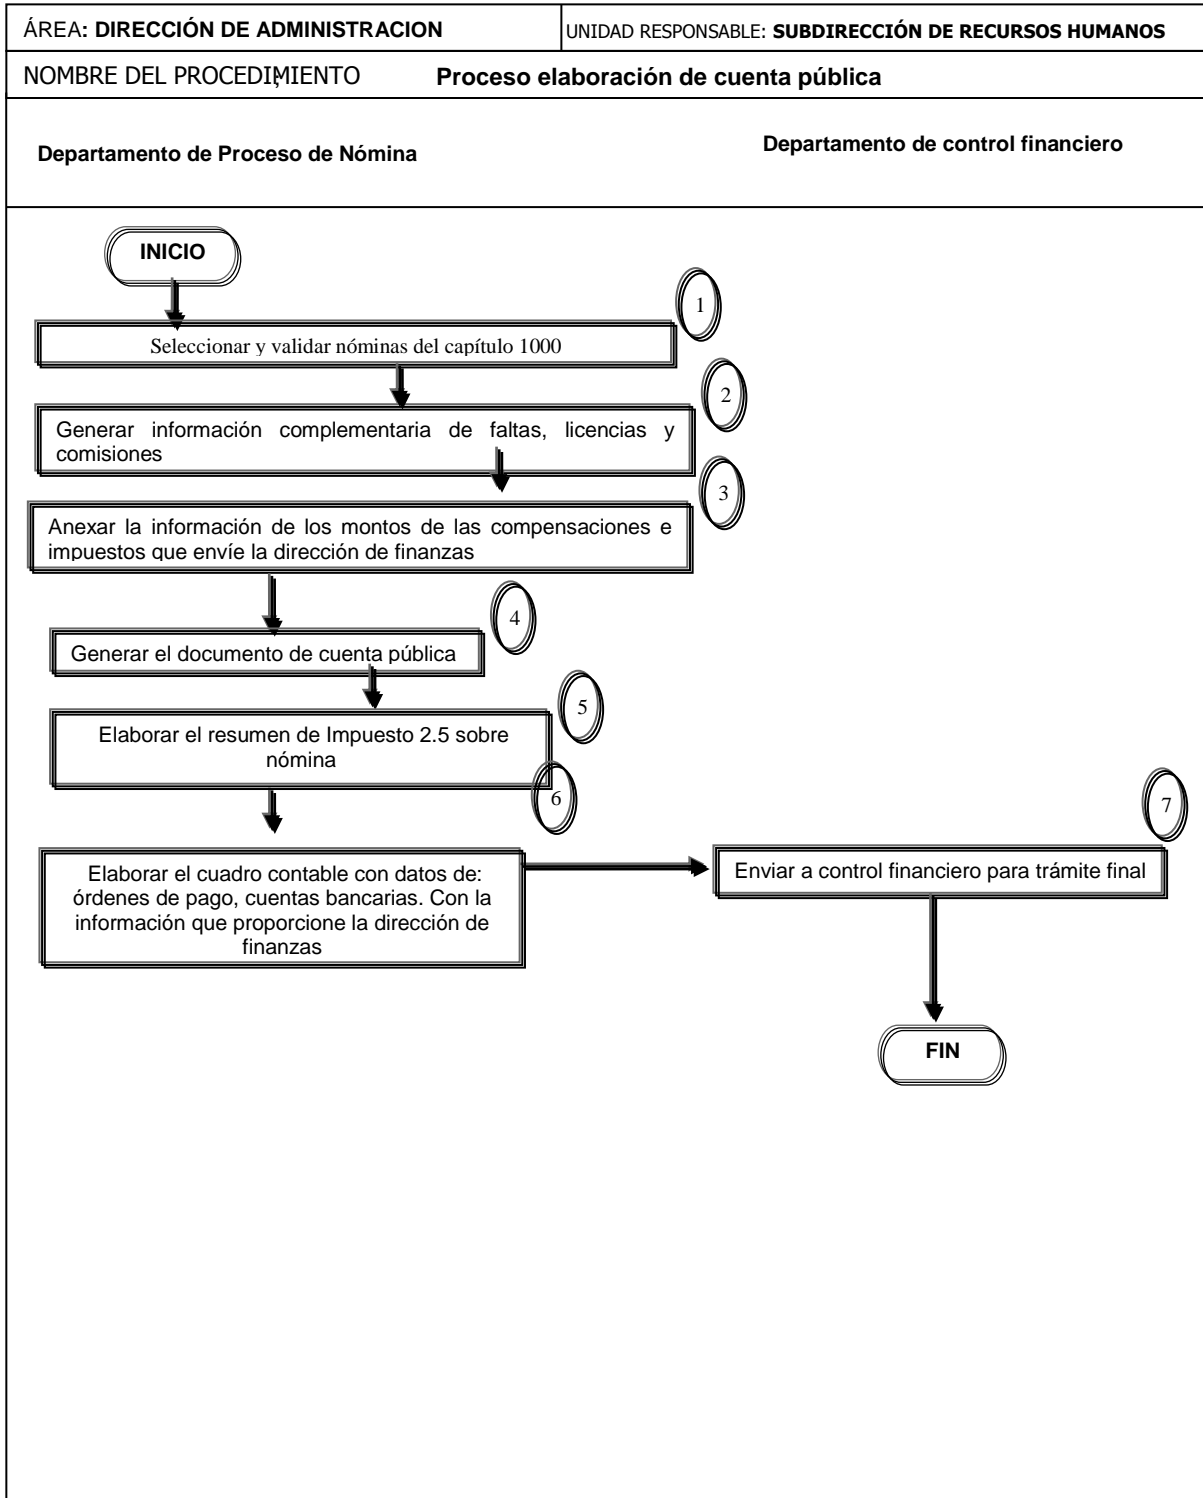 ÁREA: DIRECCIÓN DE ADMINISTRACION
UNIDAD RESPONSABLE: SUBDIRECCIÓN DE RECURSOS HUMANOS
NOMBRE DEL PROCEDIMIENTO:
Proceso elaboración de cuenta pública
Departamento de Proceso de Nómina
Departamento de control financiero
INICIO
1
Seleccionar y validar nóminas del capítulo 1000
2
Generar información complementaria de faltas, licencias y
comisiones
3
Anexar la información de los montos de las compensaciones e
impuestos que envíe la dirección de finanzas
4
Generar el documento de cuenta pública
5
Elaborar el resumen de Impuesto 2.5 sobre
nómina
6
Elaborar el cuadro contable con datos de:
órdenes de pago, cuentas bancarias. Con la
información que proporcione la dirección de
finanzas
7
Enviar a control financiero para trámite final
FIN